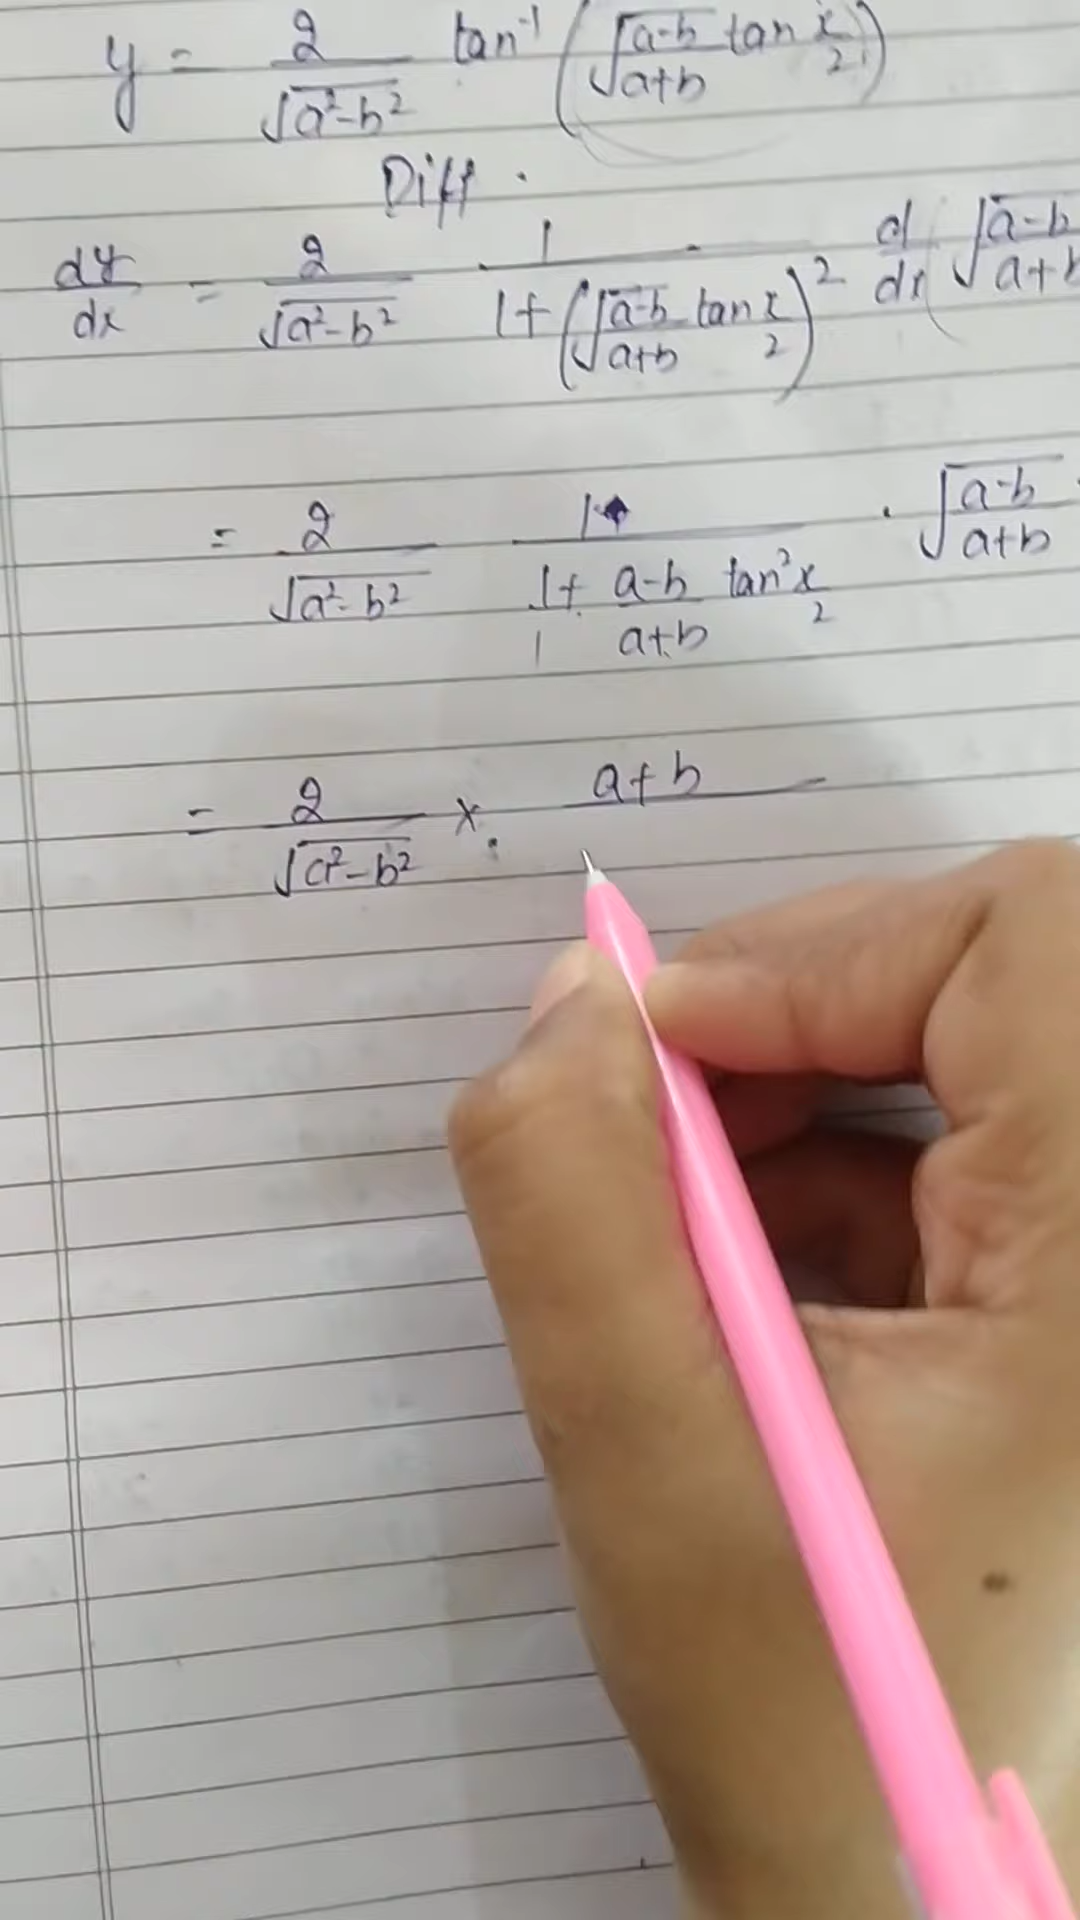 y = 2/√(a²-b²) tan⁻¹ (√((a-b)/(a+b)) tan x/2)
Diff.
dy/dx = 2/√(a²-b²) 1/(1+(√((a-b)/(a+b)) tan x/2)²) d/dx (√((a-b)/(a+b))
= 2/√(a²-b²) 1/(1/1 + (a-b)/(a+b) tan² x/2) · √((a-b)/(a+b)) ·
= 2/√(a²-b²) × (a+b)/